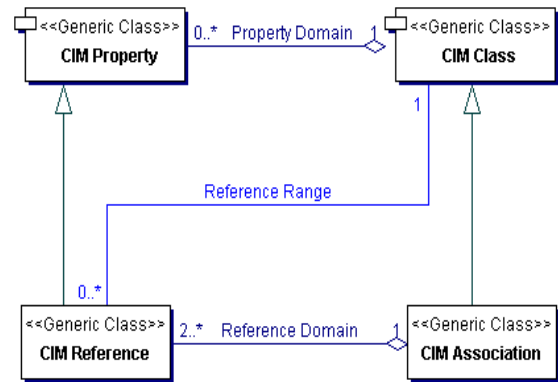 <<Generic Class>>
CIM Property
0..* Property Domain 1
<<Generic Class>>
CIM Class
1
Reference Range
0..*
<<Generic Class>>
CIM Reference
2..* Reference Domain 1
<<Generic Class>>
CIM Association